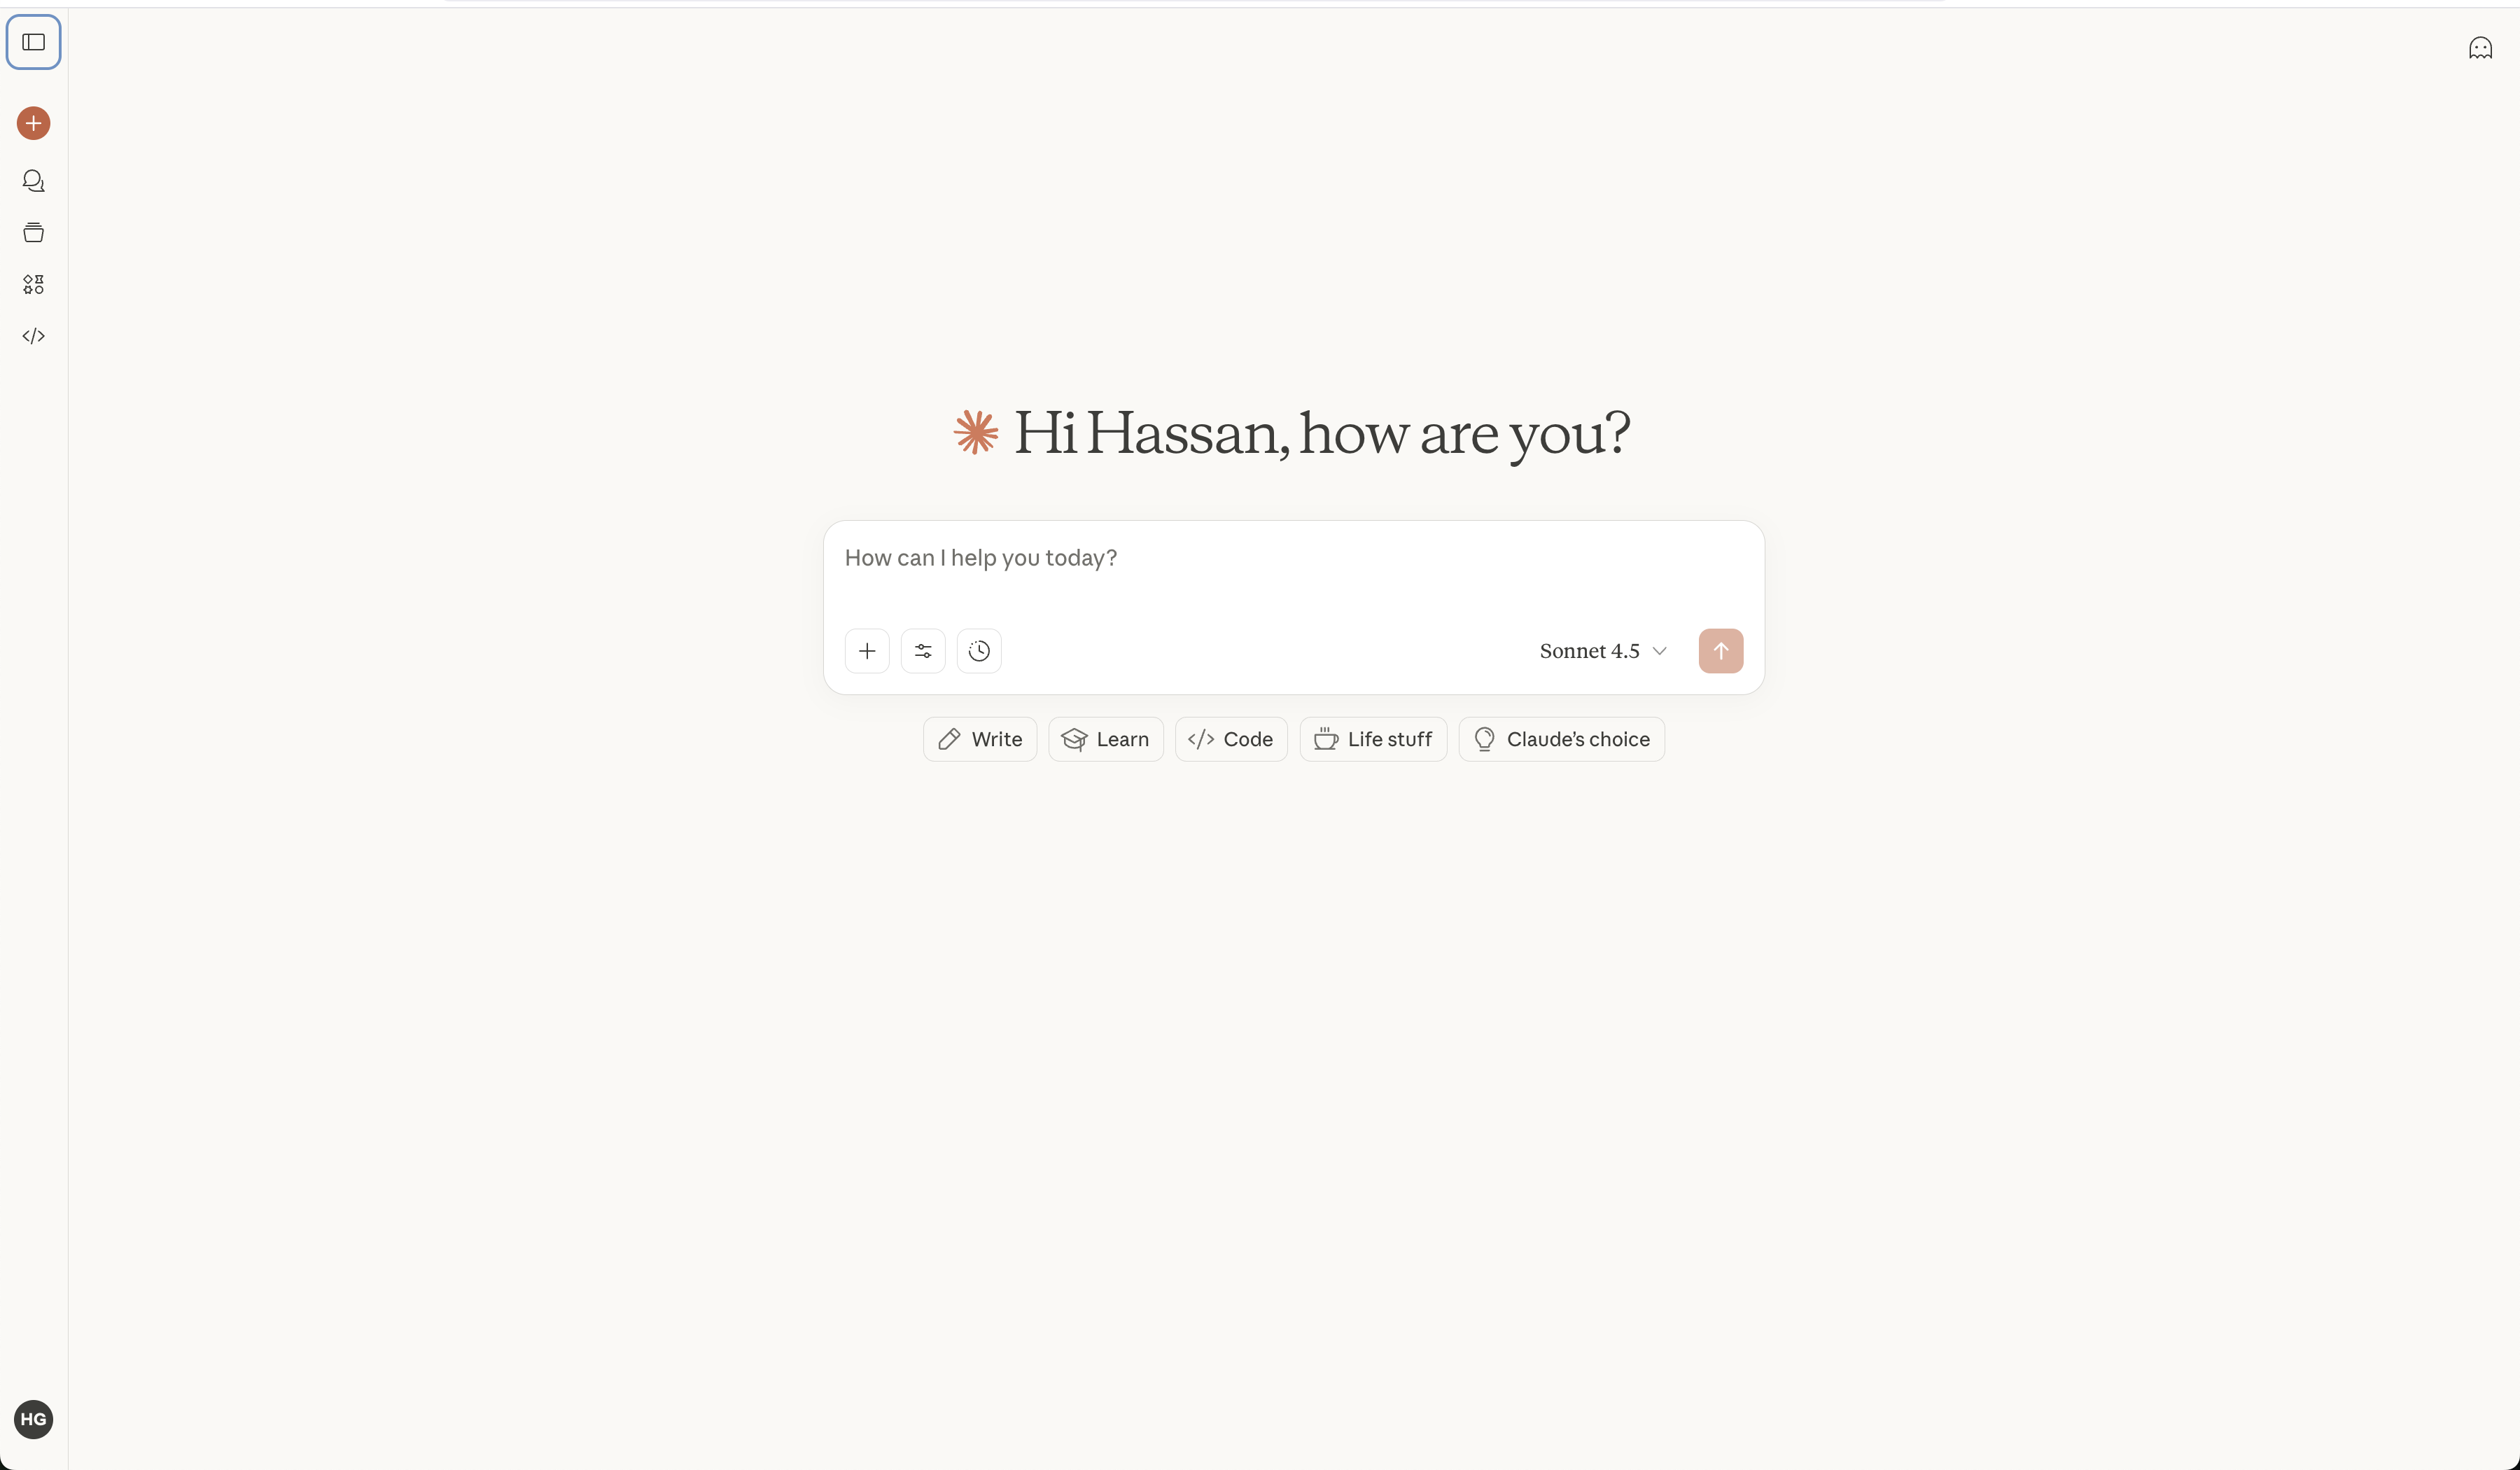 Hi Hassan, how are you?
How can I help you today?
Sonnet 4.5
Write Learn Code Life stuff Claude’s choice
HG